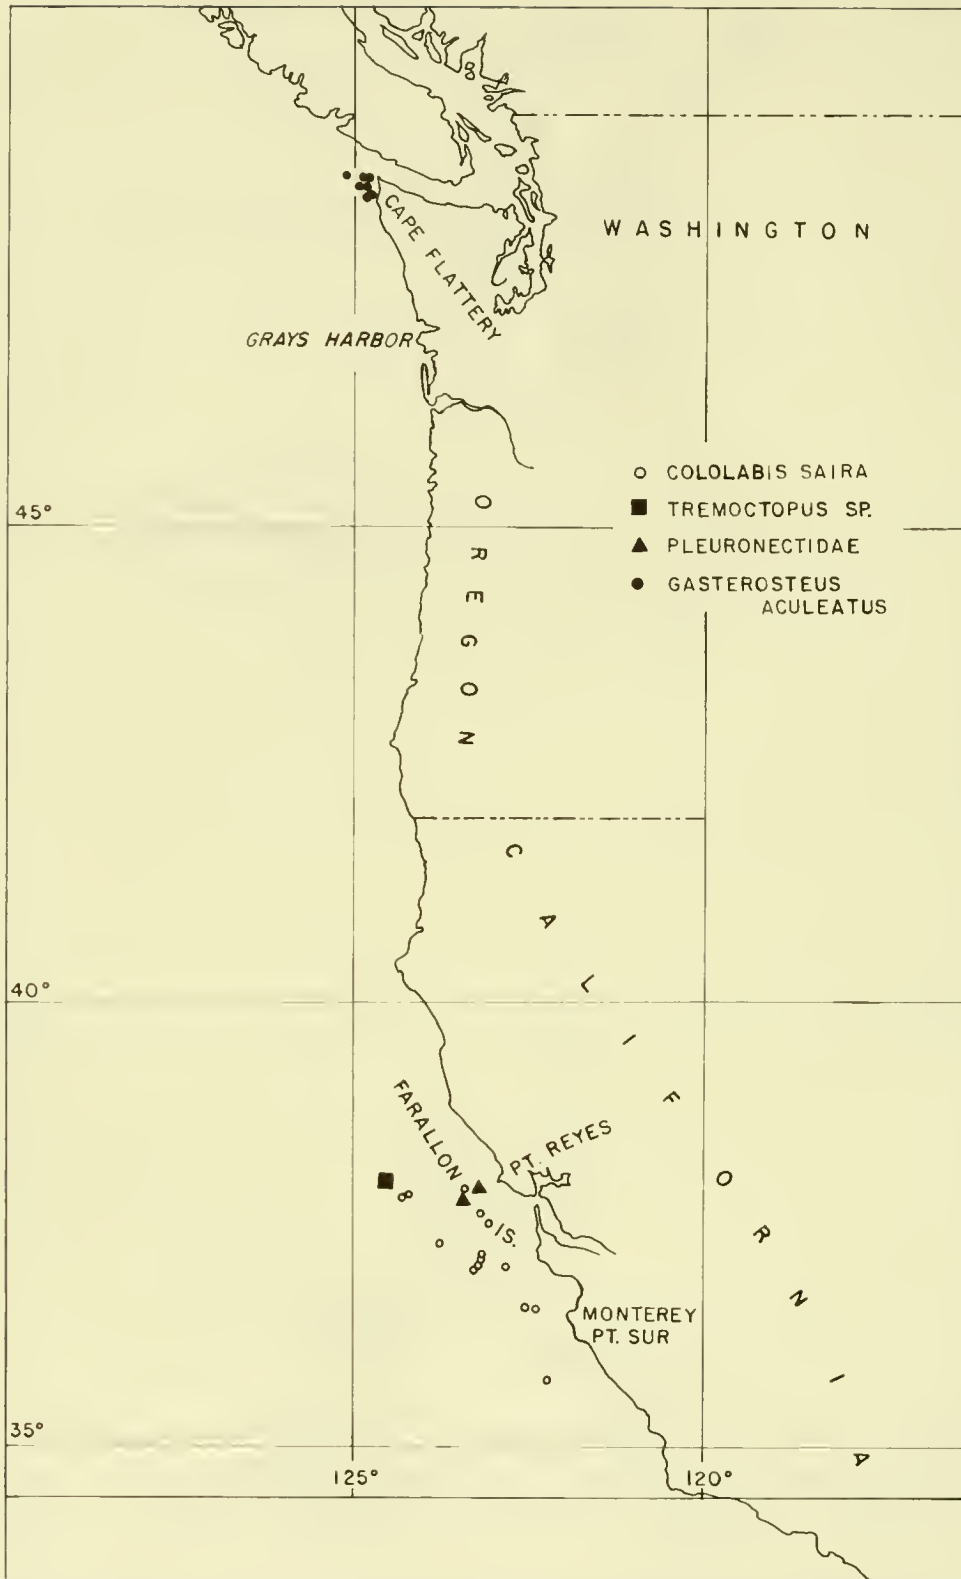 WASHINGTON
CAPE FLATTERY
GRAYS HARBOR
COLOLABIS SAIRA
45°
TREMOCTOPUS SP.
OREGON
PLEURONECTIDAE
GASTEROSTEUS
ACULEATUS
CALIFORNIA
40°
FARALLON IS.
PT. REYES
MONTEREY
PT. SUR
35°
125°
120°